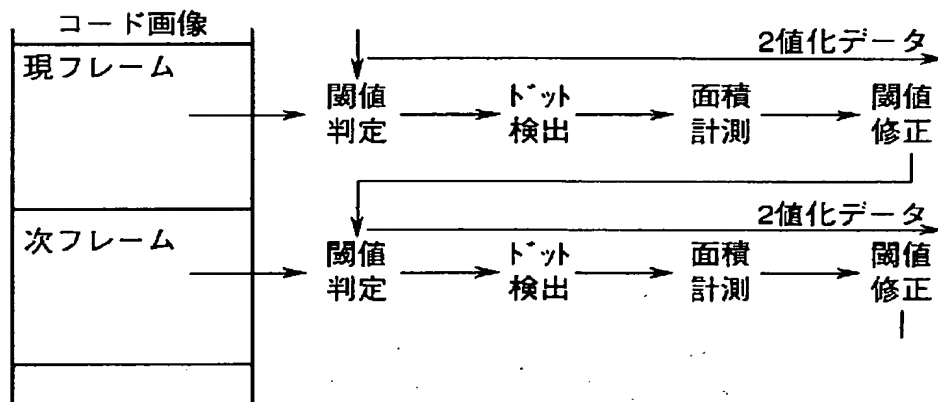 コード画像
2値化データ
現フレーム
閾値
判定
ドット
検出
面積
計測
閾値
修正
2値化データ
次フレーム
閾値
判定
ドット
検出
面積
計測
閾値
修正